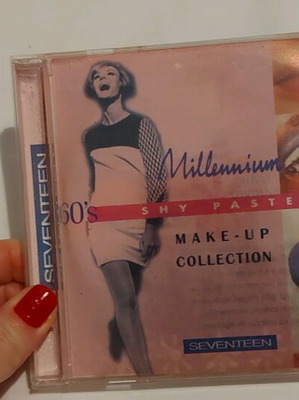 SEVENTEEN
Millennium
60's
SHY PASTE
MAKE-UP
COLLECTION
SEVENTEEN